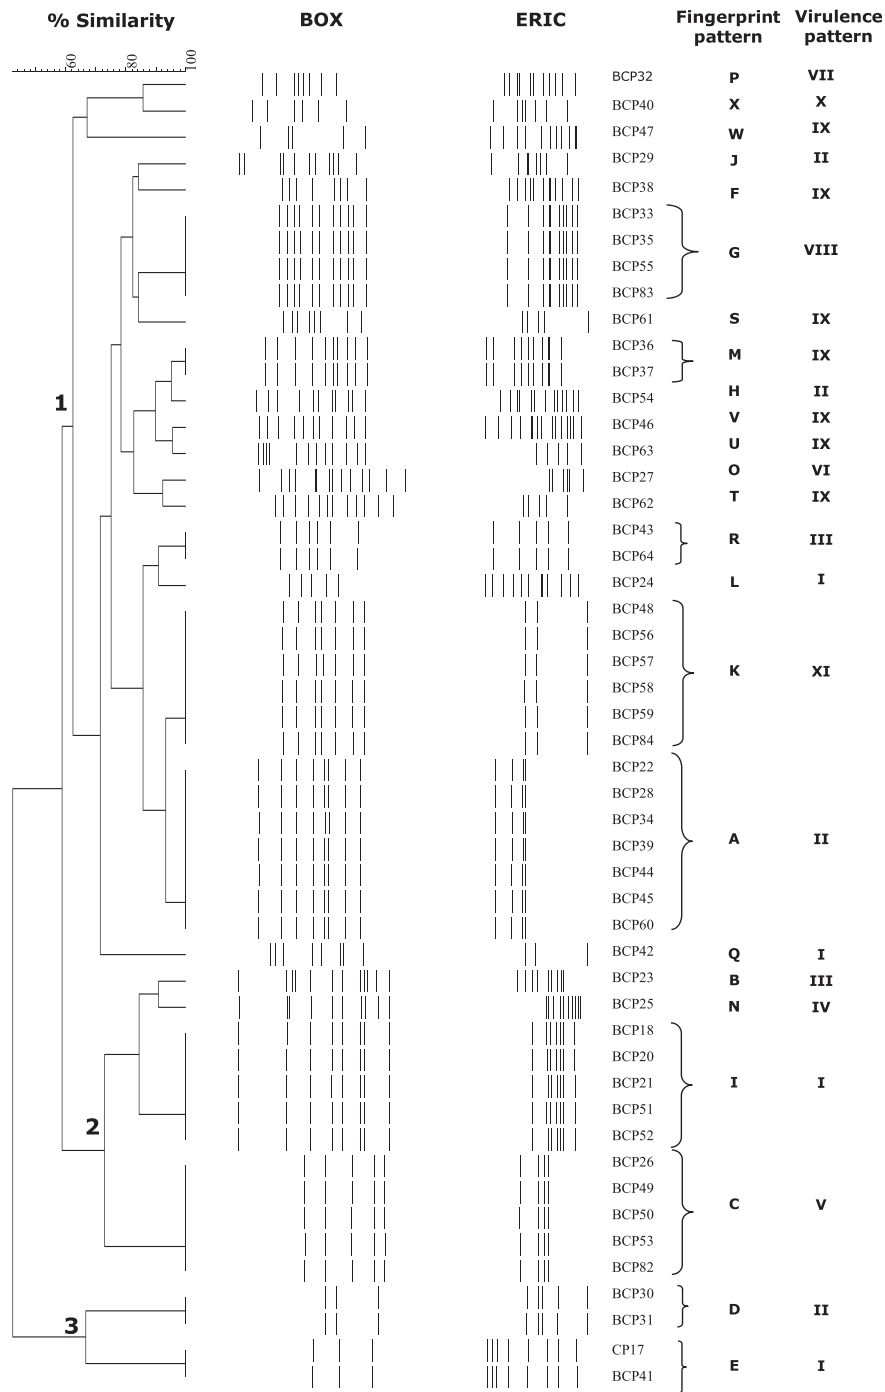 % Similarity BOX ERIC Fingerprint pattern Virulence pattern
60 80 100
BCP32 P VII
BCP40 X X
BCP47 W IX
BCP29 J II
BCP38 F IX
BCP33
BCP35
G VIII
BCP55
BCP83
BCP61 S IX
BCP36
M IX
BCP37
1
BCP54 H II
BCP46 V IX
BCP63 U IX
BCP27 O VI
BCP62 T IX
BCP43
R III
BCP64
BCP24 L I
BCP48
BCP56
BCP57
K XI
BCP58
BCP59
BCP84
BCP22
BCP28
BCP34
A II
BCP39
BCP44
BCP45
BCP60
BCP42 Q I
BCP23 B III
BCP25 N IV
BCP18
BCP20
BCP21 I I
BCP51
2
BCP52
BCP26
BCP49
C V
BCP50
BCP53
BCP82
BCP30
D II
BCP31
3
CP17
E I
BCP41